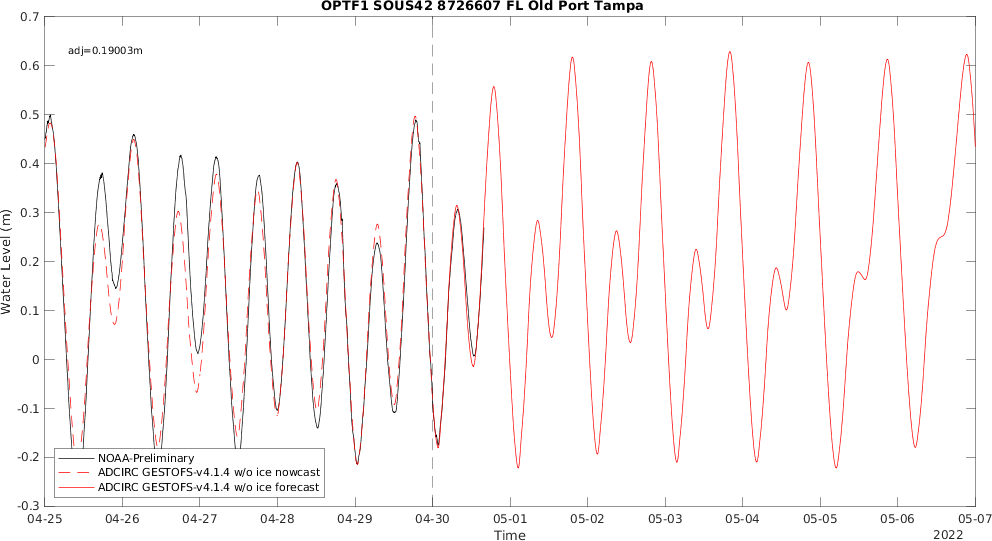 OPTF1 SOUS42 8726607 FL Old Port Tampa
adj=0.19003m
Water Level (m)
0.7
0.6
0.5
0.4
0.3
0.2
0.1
0
-0.1
-0.2
-0.3
NOAA-Preliminary
ADCIRC GESTOFS-v4.1.4 w/o ice nowcast
ADCIRC GESTOFS-v4.1.4 w/o ice forecast
04-25 04-26 04-27 04-28 04-29 04-30 05-01 05-02 05-03 05-04 05-05 05-06 05-07
Time
2022